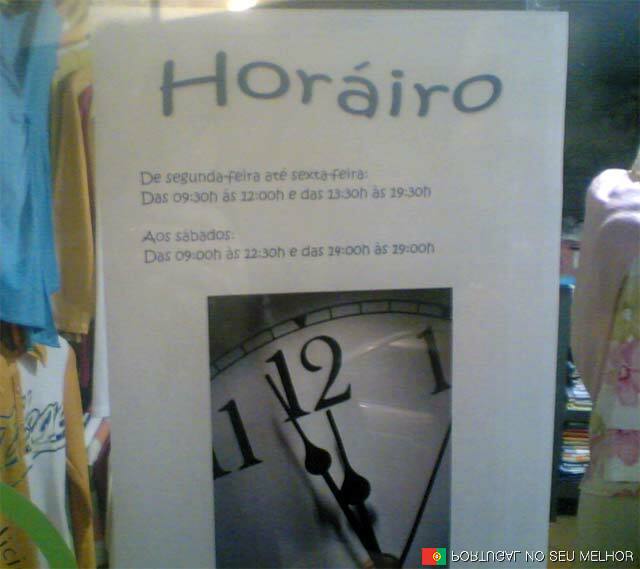 Horáiro
De segunda-feira até sexta-feira:
Das 09:30h às 12:00h e das 13:30h às 19:30h
Aos sábados:
Das 09:00h às 12:30h e das 14:00h às 19:00h
11 12 1
PORTUGAL NO SEU MELHOR